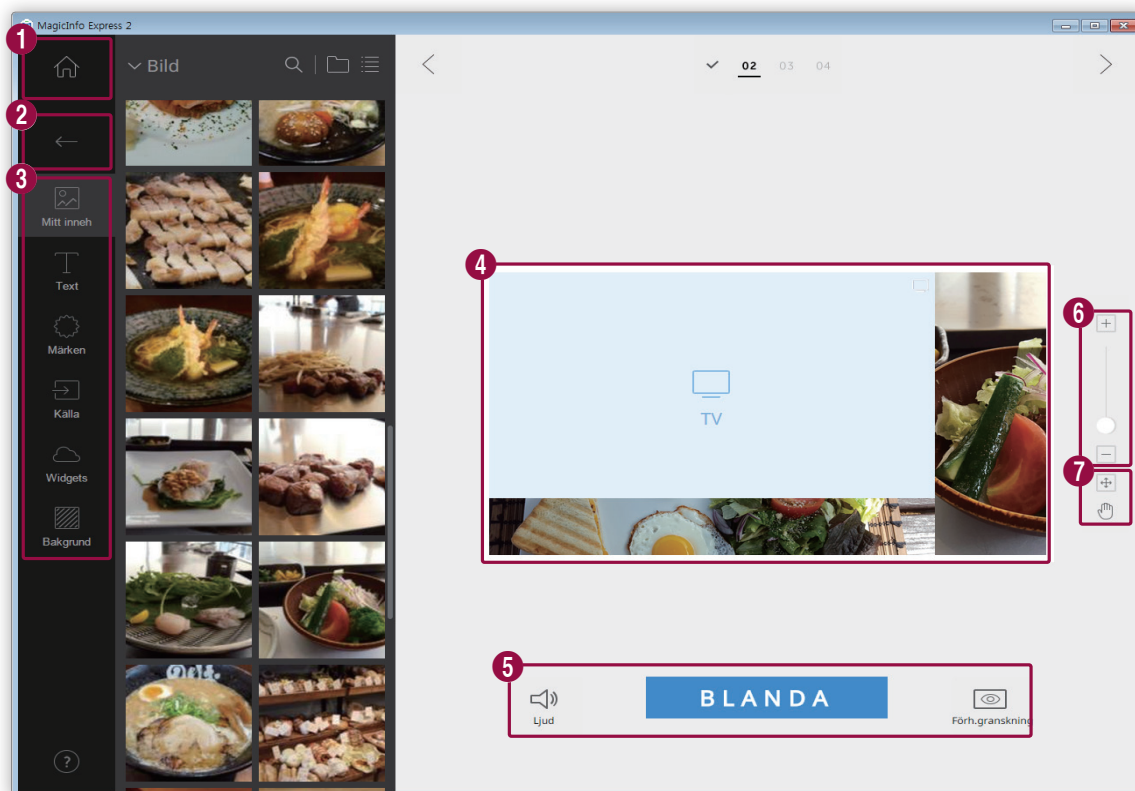 MagicInfo Express 2
1
2
3
Mitt inneh
Text
Märken
Källa
Widgets
Bakgrund
?
Bild
02 03 04
4
TV
6
7
5
Ljud
BLANDA
Förh.granskning